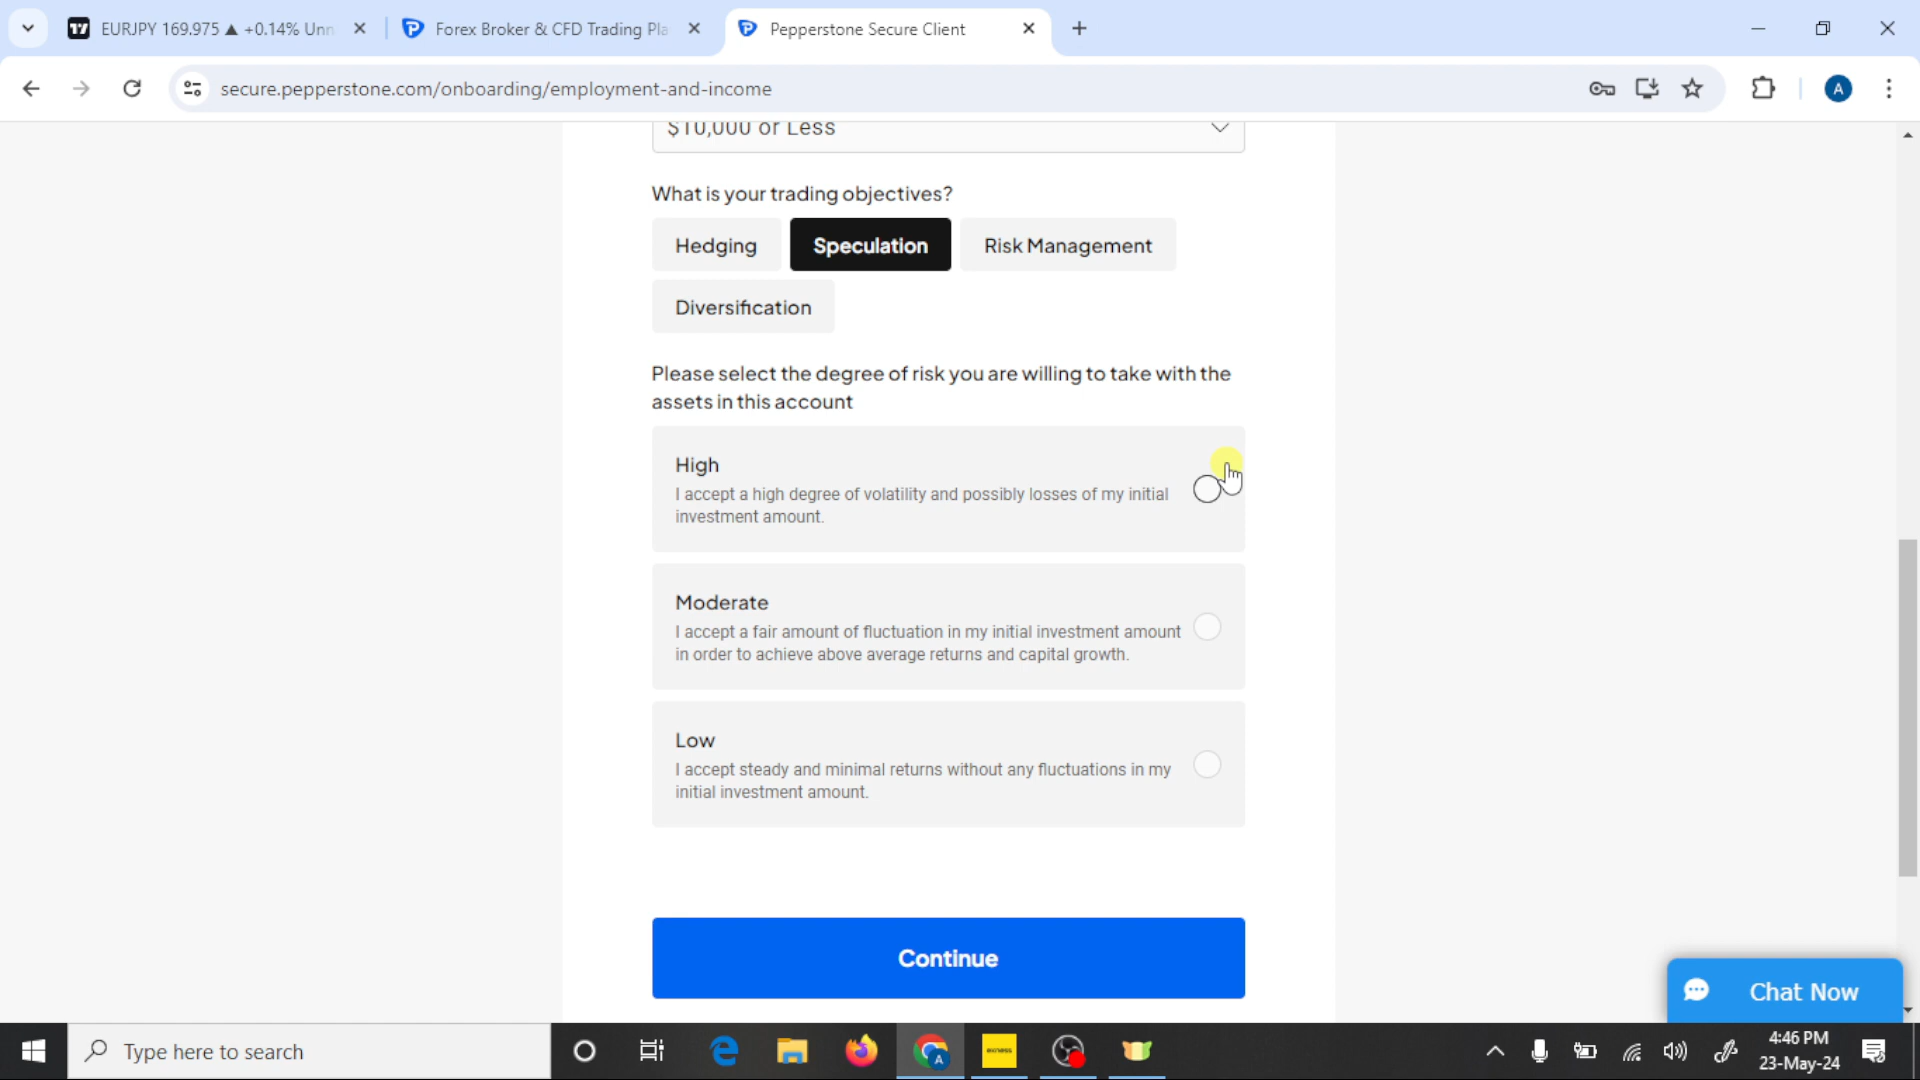 EURJPY 169.975 ▲ +0.14% Unn
Forex Broker & CFD Trading Pla
Pepperstone Secure Client
secure.pepperstone.com/onboarding/employment-and-income
A
$10,000 or Less
What is your trading objectives?
Hedging
Speculation
Risk Management
Diversification
Please select the degree of risk you are willing to take with the
assets in this account
High
I accept a high degree of volatility and possibly losses of my initial
investment amount.
Moderate
I accept a fair amount of fluctuation in my initial investment amount
in order to achieve above average returns and capital growth.
Low
I accept steady and minimal returns without any fluctuations in my
initial investment amount.
Continue
Chat Now
Type here to search
A
exness
4:46 PM
23-May-24